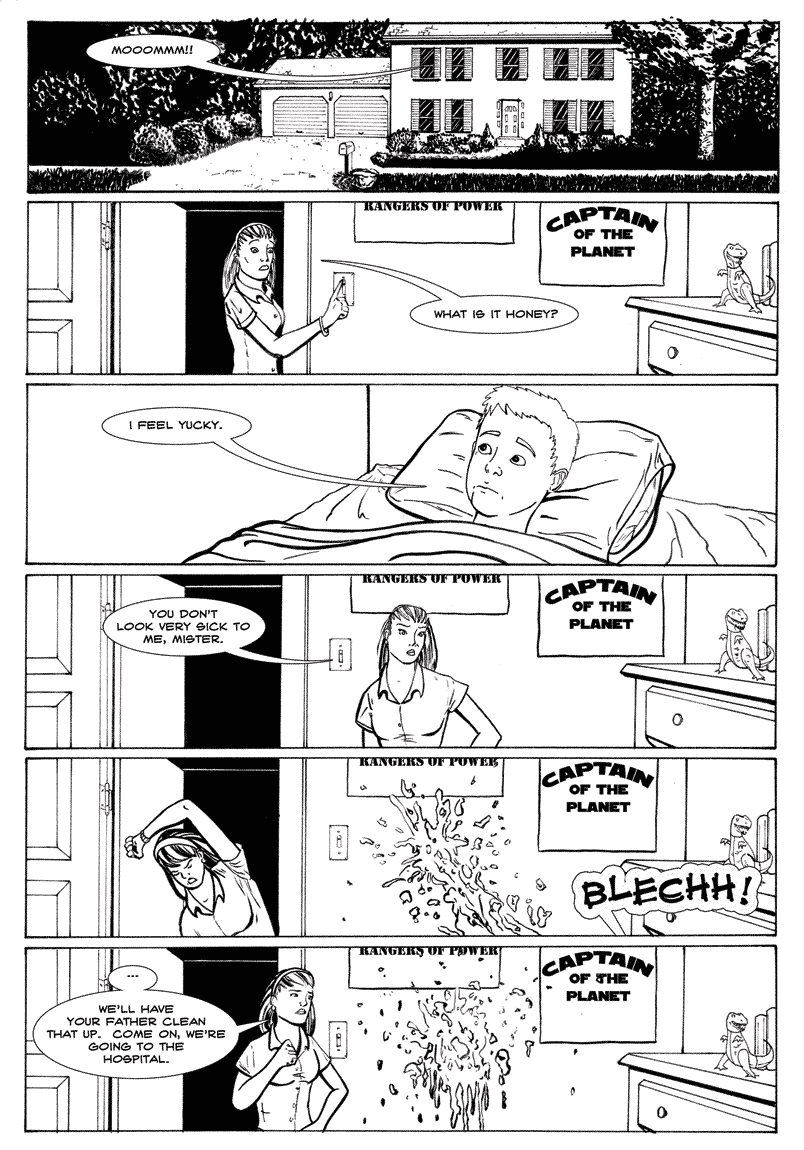 MOOOMMM!!
RANGERS OF POWER
CAPTAIN
OF THE
PLANET
WHAT IS IT HONEY?
I FEEL YUCKY.
RANGERS OF POWER
CAPTAIN
OF THE
PLANET
YOU DON'T
LOOK VERY SICK TO
ME, MISTER.
RANGERS OF POWER
CAPTAIN
OF THE
PLANET
BLECHH!
RANGERS OF POWER
CAPTAIN
OF THE
PLANET
---
WE'LL HAVE
YOUR FATHER CLEAN
THAT UP. COME ON, WE'RE
GOING TO THE
HOSPITAL.